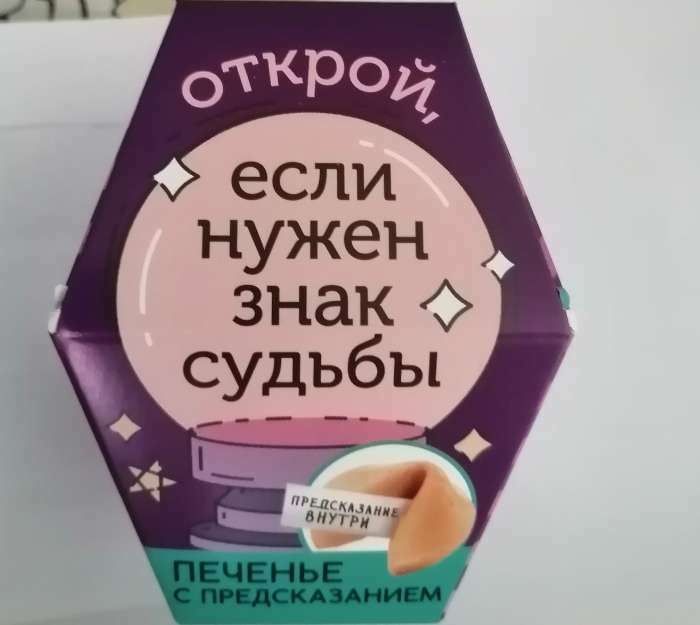 открой,
если
нужен
знак
судьбы
ПРЕДСКАЗАНИЕ
ВНУТРИ
ПЕЧЕНЬЕ
С ПРЕДСКАЗАНИЕМ